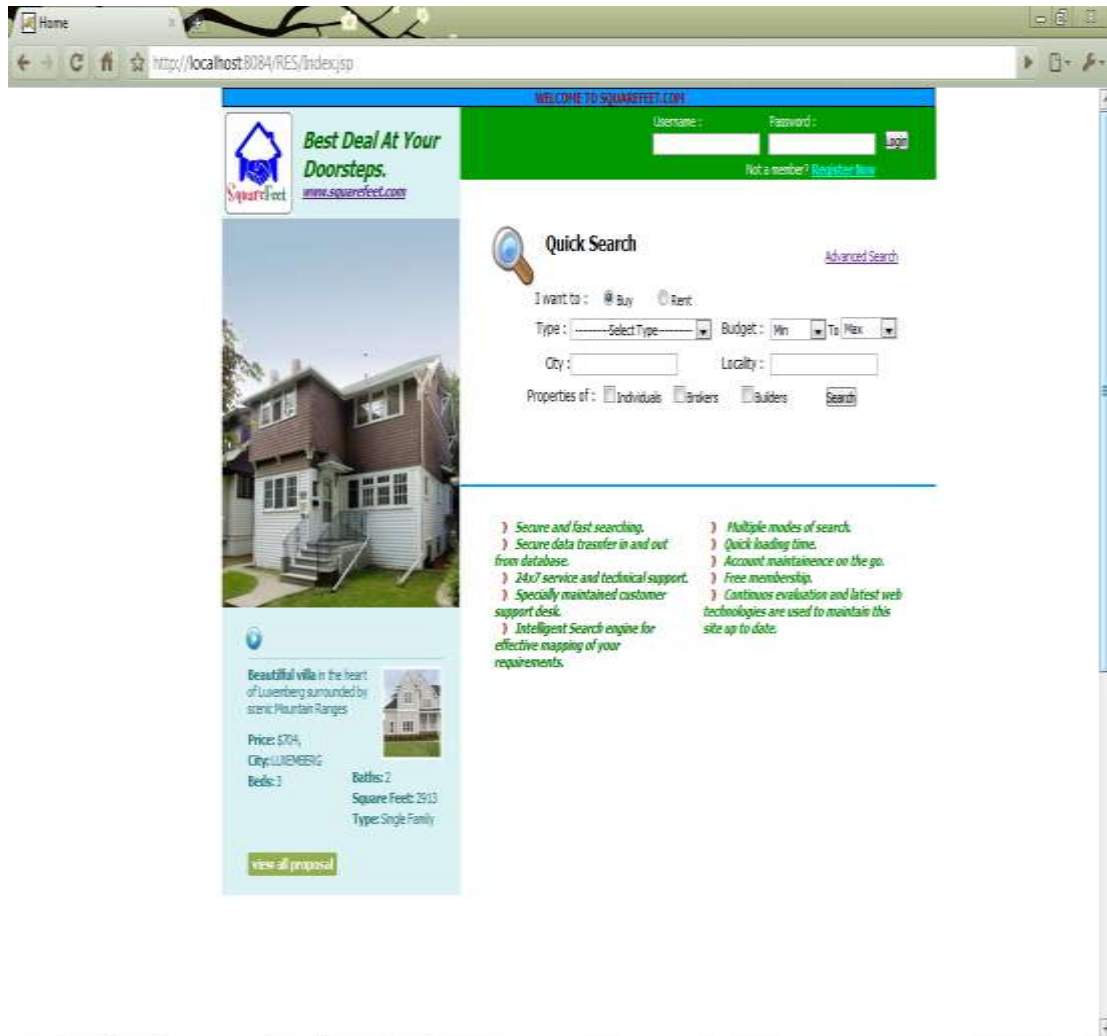 Home
http://localhost:8084/RES/Index.jsp
WELCOME TO SQUAREFEET.COM
SquareFeet
Best Deal At Your
Doorsteps.
www.squarefeet.com
Username :
Password :
Login
Not a member? Register Now
Quick Search
Advanced Search
I want to :
Buy
Rent
Type :
---------Select Type---------
Budget :
Min
To
Max
City :
Locality :
Properties of :
Individuals
Brokers
Builders
Search
Secure and fast searching.
Secure data trasnfer in and out
from database.
24x7 service and technical support.
Specially maintained customer
support desk.
Intelligent Search engine for
effective mapping of your
requirements.
Multiple modes of search.
Quick loading time.
Account maintainence on the go.
Free membership.
Continuos evaluation and latest web
technologies are used to maintain this
site up to date.
Beautifful villa in the heart
of Luxemberg surrounded by
scenic Mountain Ranges
Price: $704,
City: LUXEMBERG
Beds: 3
Baths: 2
Square Feet: 2913
Type: Single Family
view all proposal